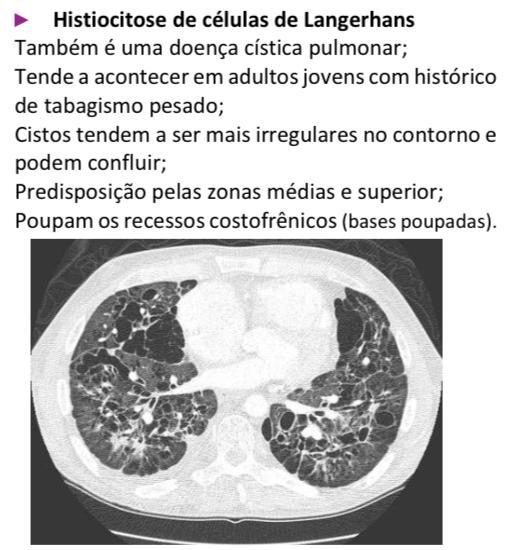 Histiocitose de células de Langerhans
Também é uma doença cística pulmonar;
Tende a acontecer em adultos jovens com histórico
de tabagismo pesado;
Cistos tendem a ser mais irregulares no contorno e
podem confluir;
Predisposição pelas zonas médias e superior;
Poupam os recessos costofrênicos (bases poupadas).